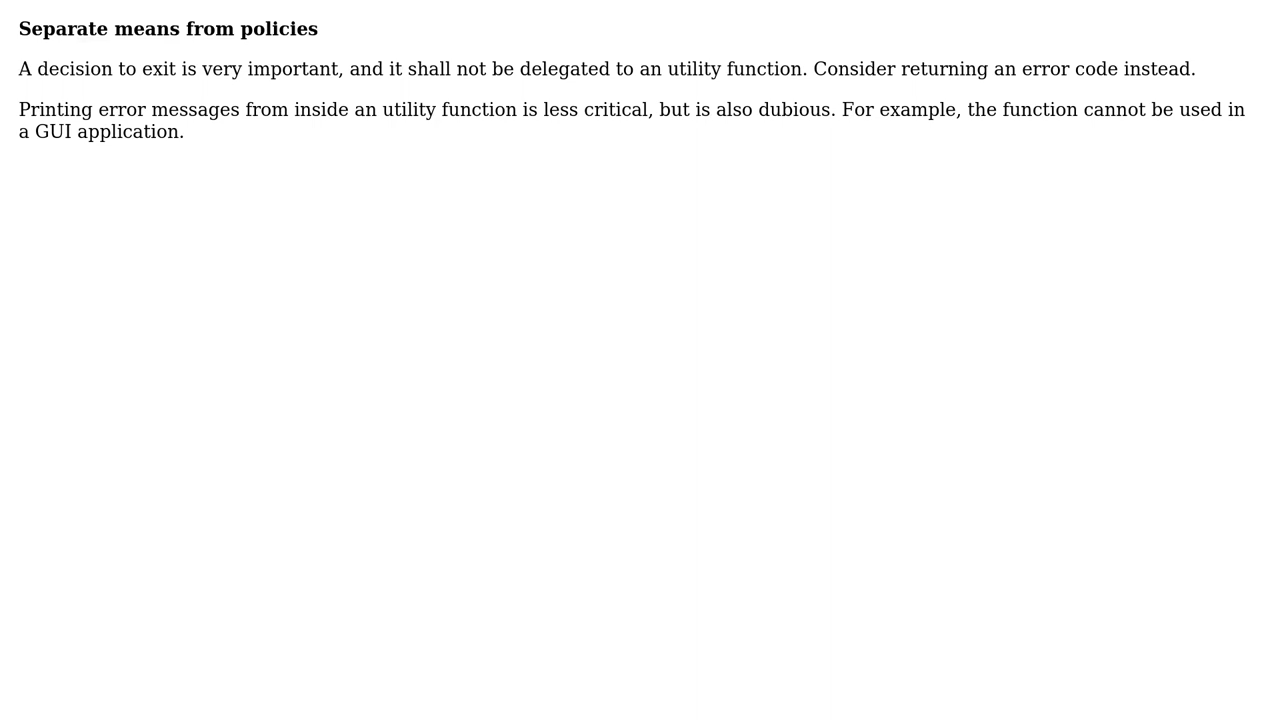 Separate means from policies
A decision to exit is very important, and it shall not be delegated to an utility function. Consider returning an error code instead.
Printing error messages from inside an utility function is less critical, but is also dubious. For example, the function cannot be used in
a GUI application.